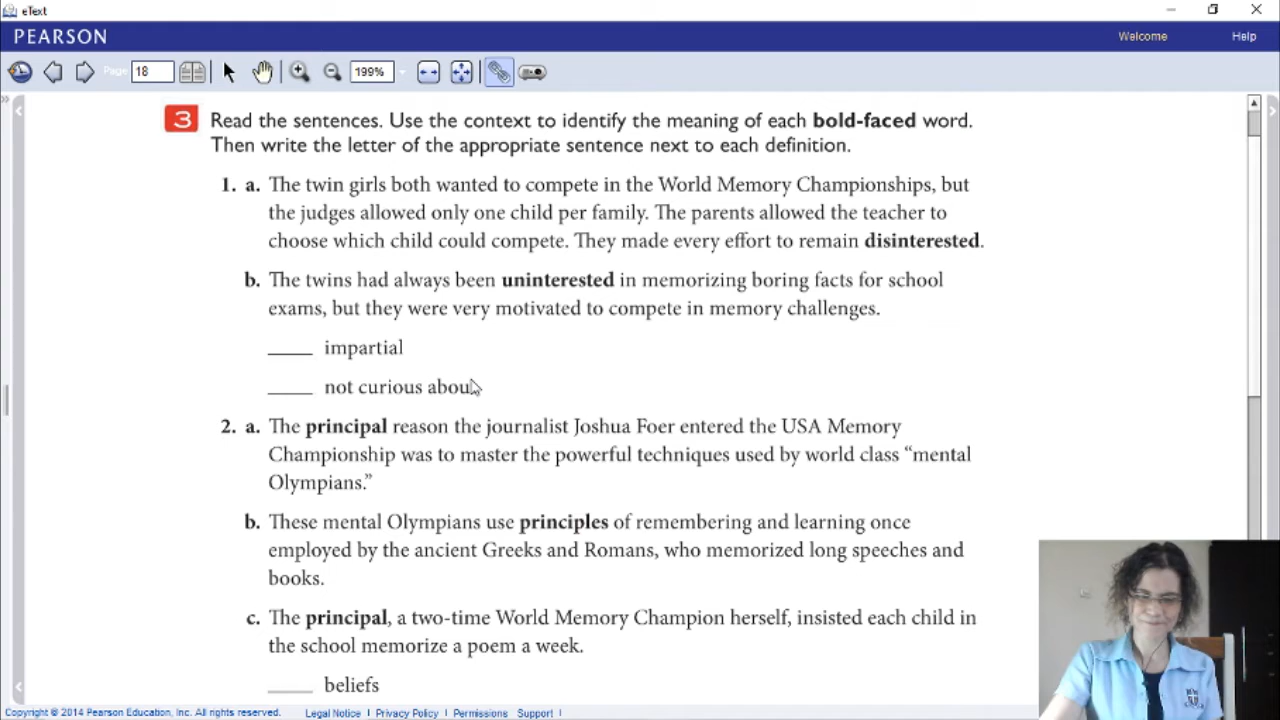 eText
PEARSON
Welcome
Help
Page
18
199%
3 Read the sentences. Use the context to identify the meaning of each bold-faced word.
Then write the letter of the appropriate sentence next to each definition.
1. a. The twin girls both wanted to compete in the World Memory Championships, but
the judges allowed only one child per family. The parents allowed the teacher to
choose which child could compete. They made every effort to remain disinterested.
b. The twins had always been uninterested in memorizing boring facts for school
exams, but they were very motivated to compete in memory challenges.
_____ impartial
_____ not curious about
2. a. The principal reason the journalist Joshua Foer entered the USA Memory
Championship was to master the powerful techniques used by world class “mental
Olympians.”
b. These mental Olympians use principles of remembering and learning once
employed by the ancient Greeks and Romans, who memorized long speeches and
books.
c. The principal, a two-time World Memory Champion herself, insisted each child in
the school memorize a poem a week.
_____ beliefs
Copyright © 2014 Pearson Education, Inc. All rights reserved. Legal Notice | Privacy Policy | Permissions Support |